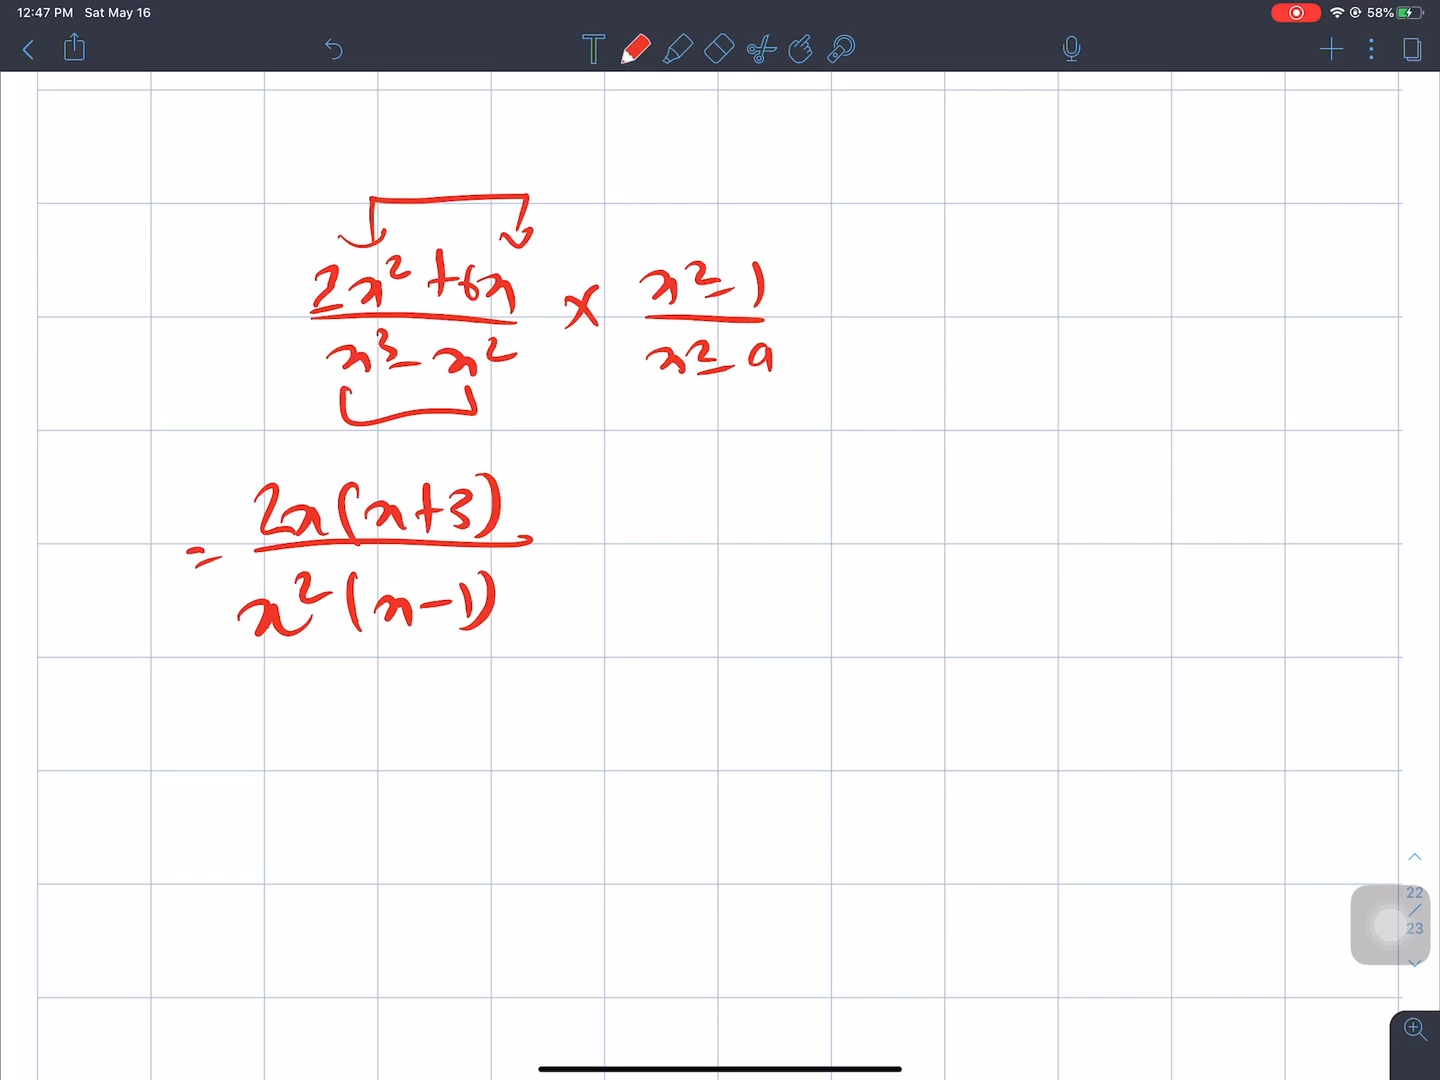 12:47 PM Sat May 16 58%
T
2x² + 6x / x³ - x² × x² - 1 / x² - 9
= 2x(x+3) / x²(x-1)
22
/
23